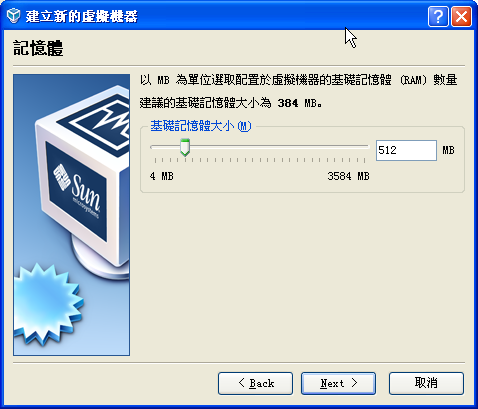 建立新的虛擬機器
記憶體
以 MB 為單位選取配置於虛擬機器的基礎記憶體 (RAM) 數量
建議的基礎記憶體大小為 384 MB。
基礎記憶體大小(M)
512 MB
4 MB 3584 MB
Sun
microsystems
< Back Next > 取消